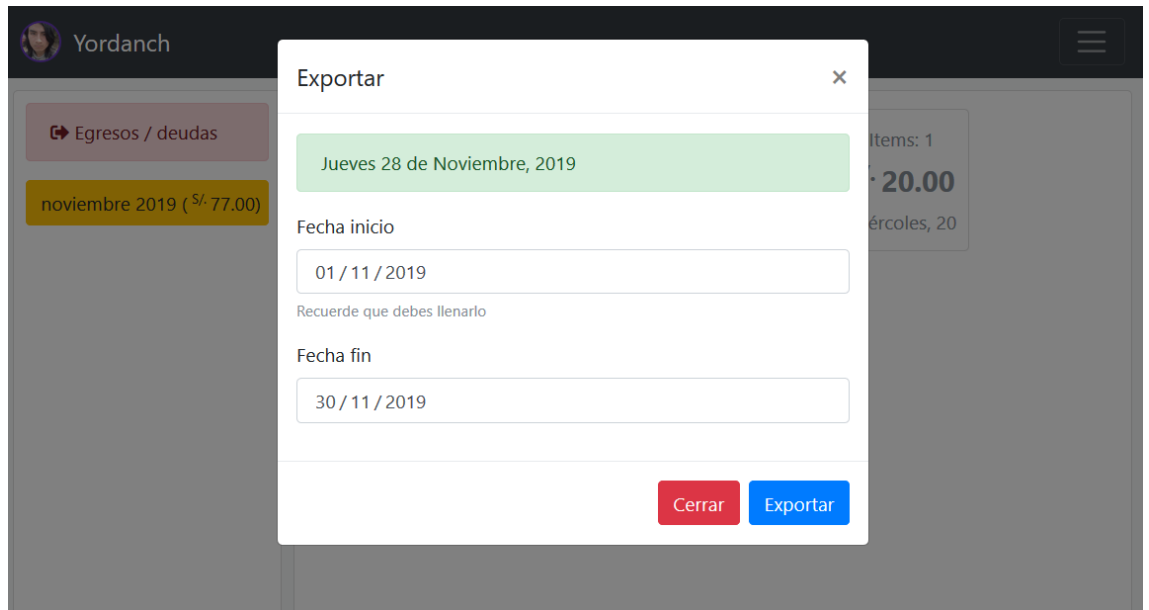 Yordanch
Exportar
×
Egresos / deudas
Jueves 28 de Noviembre, 2019
Items: 1
20.00
noviembre 2019 ( S/. 77.00)
20
Fecha inicio
01 / 11 / 2019
Recuerde que debes llenarlo
Fecha fin
30 / 11 / 2019
Cerrar
Exportar